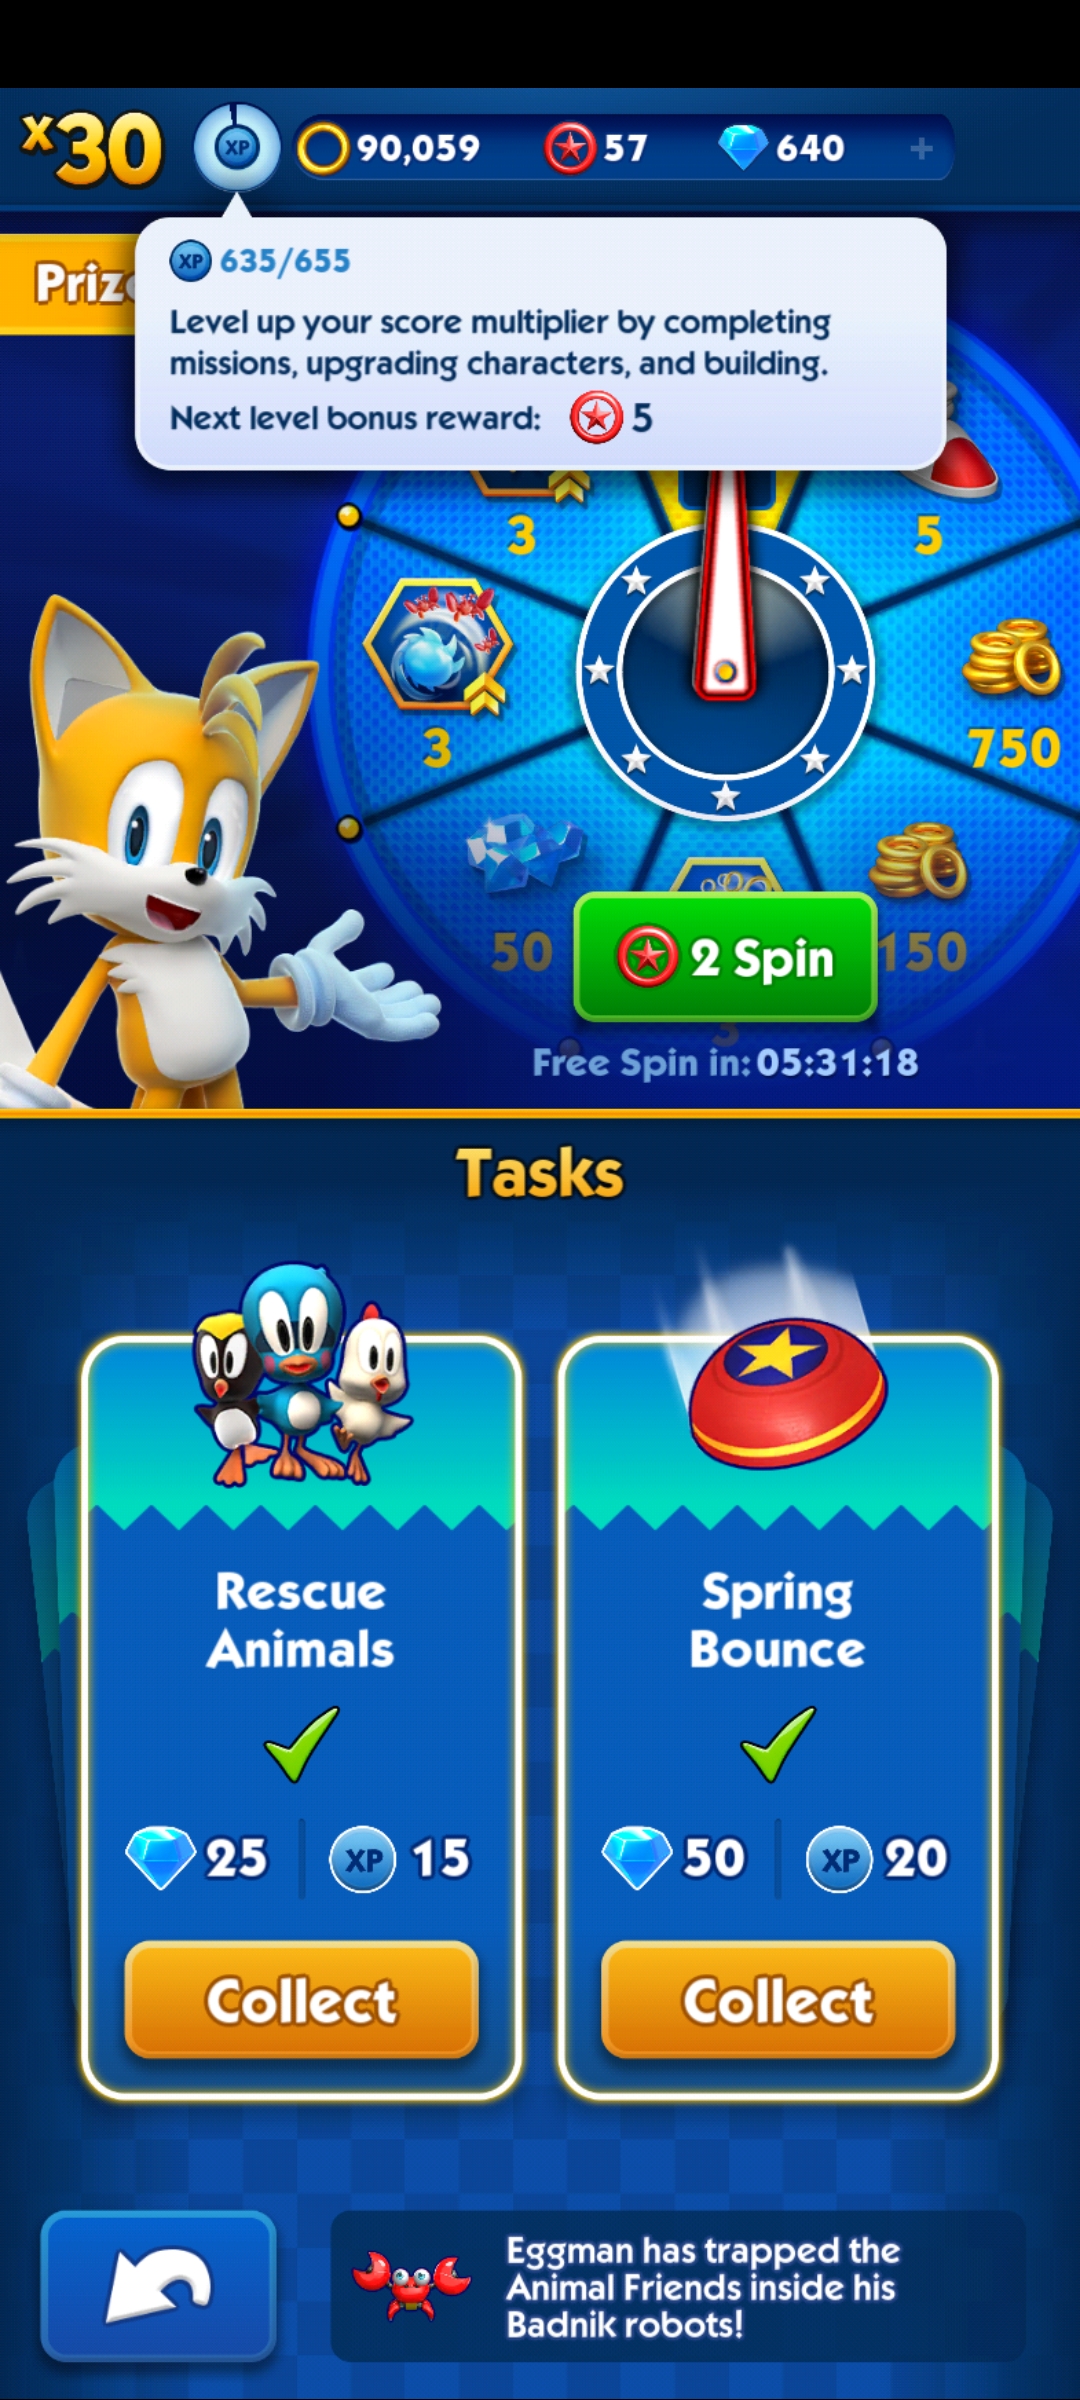 x30
XP
90,059
57
640
+
XP 635/655
Level up your score multiplier by completing
missions, upgrading characters, and building.
Next level bonus reward: 5
3
5
3
750
50
2 Spin
150
3
Free Spin in: 05:31:18
Tasks
Rescue
Animals
25
XP 15
Collect
Spring
Bounce
50
XP 20
Collect
Eggman has trapped the
Animal Friends inside his
Badnik robots!